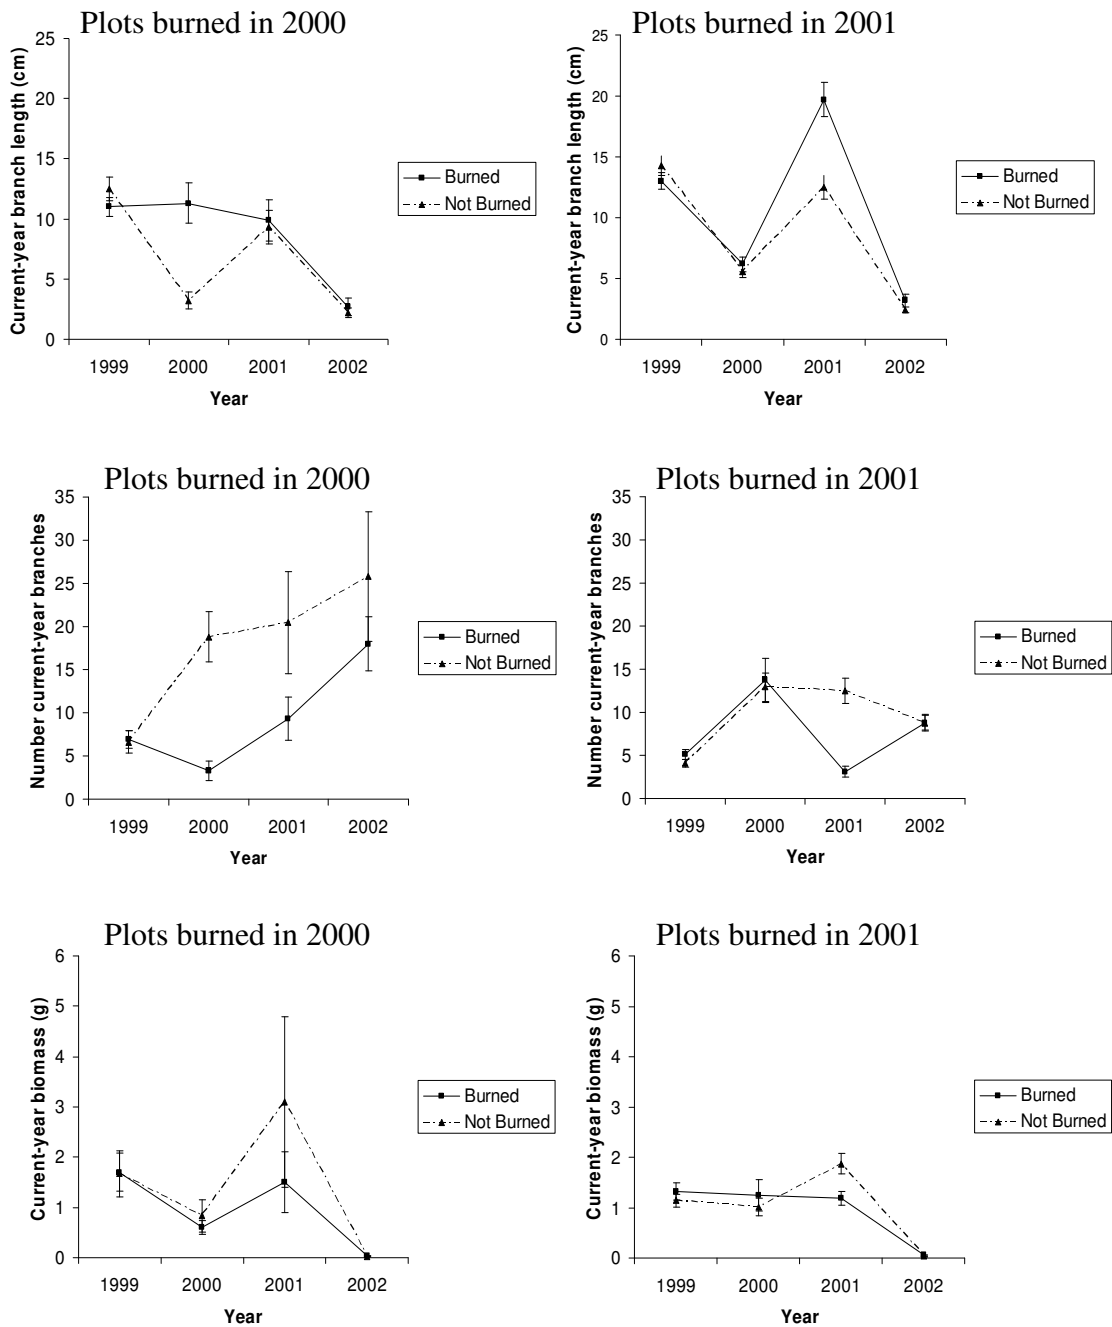 Plots burned in 2000
Current-year branch length (cm)
25
20
15
10
5
0
1999 2000 2001 2002
Year
Burned
Not Burned
Plots burned in 2001
Current-year branch length (cm)
25
20
15
10
5
0
1999 2000 2001 2002
Year
Burned
Not Burned
Plots burned in 2000
Number current-year branches
35
30
25
20
15
10
5
0
1999 2000 2001 2002
Year
Burned
Not Burned
Plots burned in 2001
Number current-year branches
35
30
25
20
15
10
5
0
1999 2000 2001 2002
Year
Burned
Not Burned
Plots burned in 2000
Current-year biomass (g)
6
5
4
3
2
1
0
1999 2000 2001 2002
Year
Burned
Not Burned
Plots burned in 2001
Current-year biomass (g)
6
5
4
3
2
1
0
1999 2000 2001 2002
Year
Burned
Not Burned